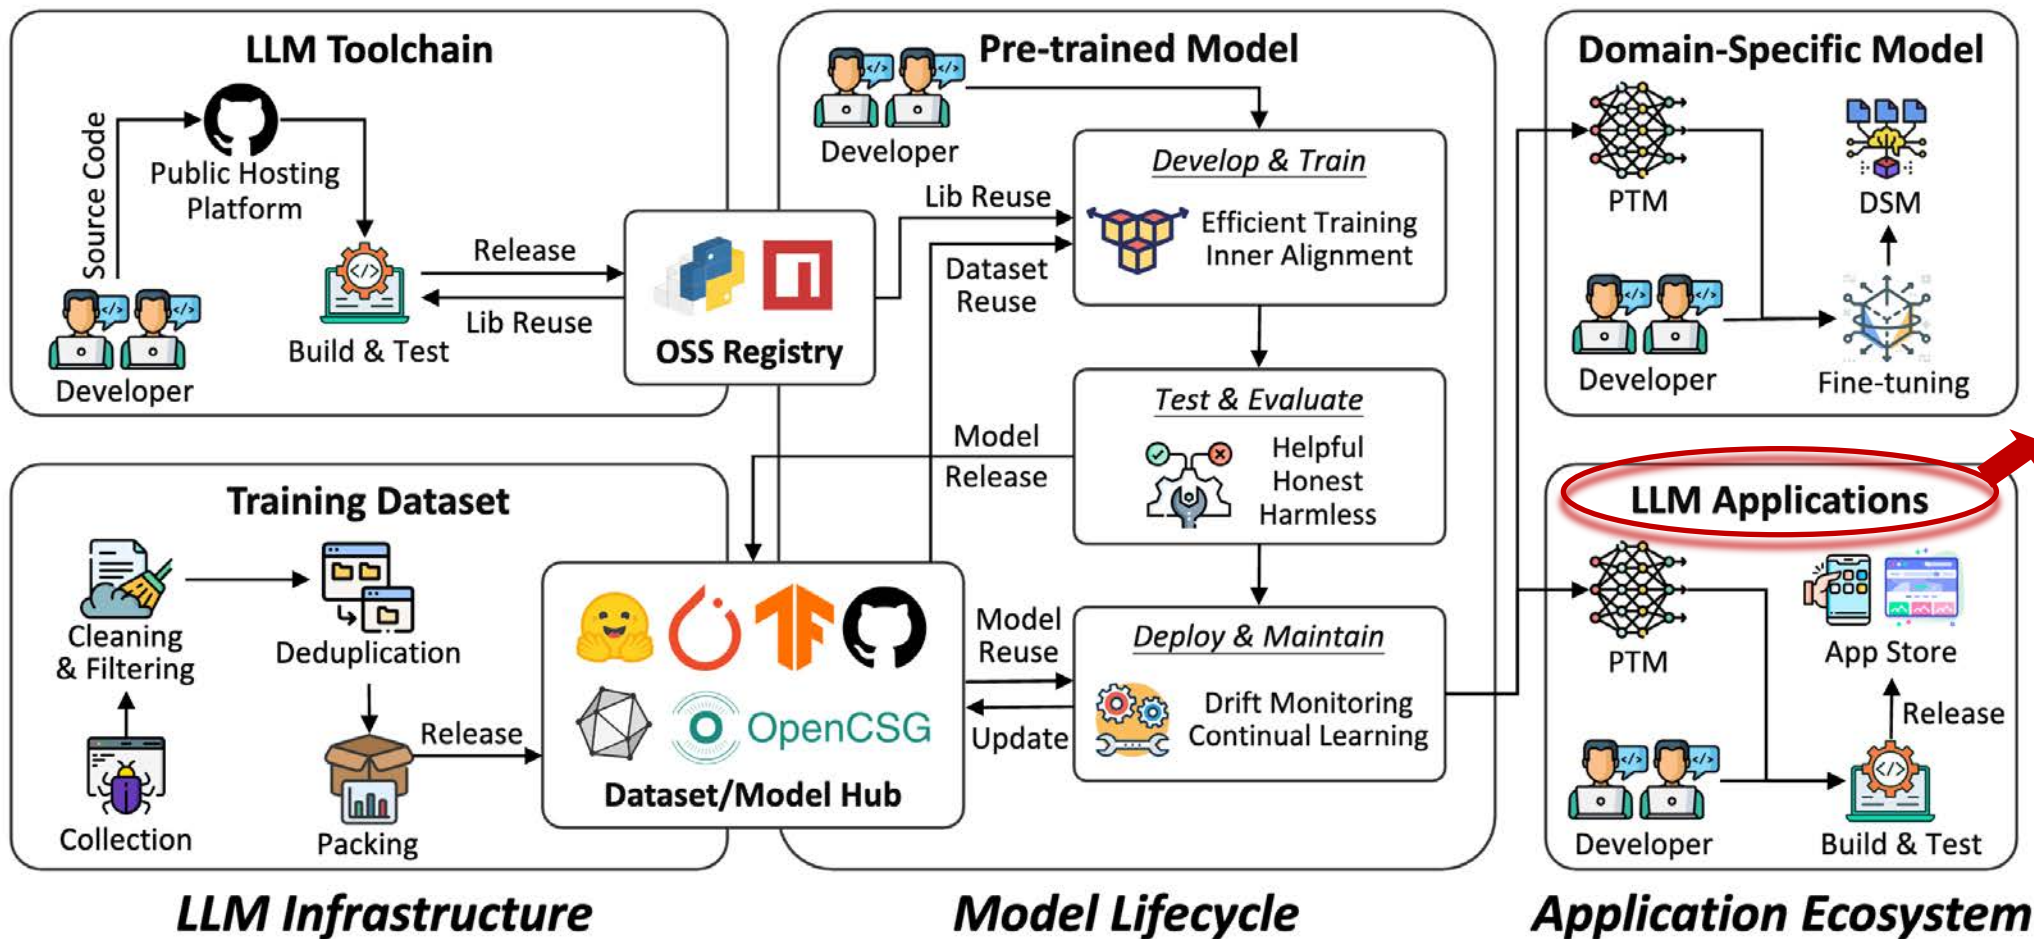 LLM Toolchain
Source Code
Public Hosting
Platform
Release
Lib Reuse
Build & Test
Developer
OSS Registry
Training Dataset
Cleaning
& Filtering
Deduplication
Collection
Packing
Release
OpenCSG
Dataset/Model Hub
LLM Infrastructure
Pre-trained Model
Developer
Lib Reuse
Dataset
Reuse
Develop & Train
Efficient Training
Inner Alignment
Model
Release
Test & Evaluate
Helpful
Honest
Harmless
Model
Reuse
Update
Deploy & Maintain
Drift Monitoring
Continual Learning
Model Lifecycle
Domain-Specific Model
PTM
DSM
Developer
Fine-tuning
LLM Applications
PTM
App Store
Release
Developer
Build & Test
Application Ecosystem